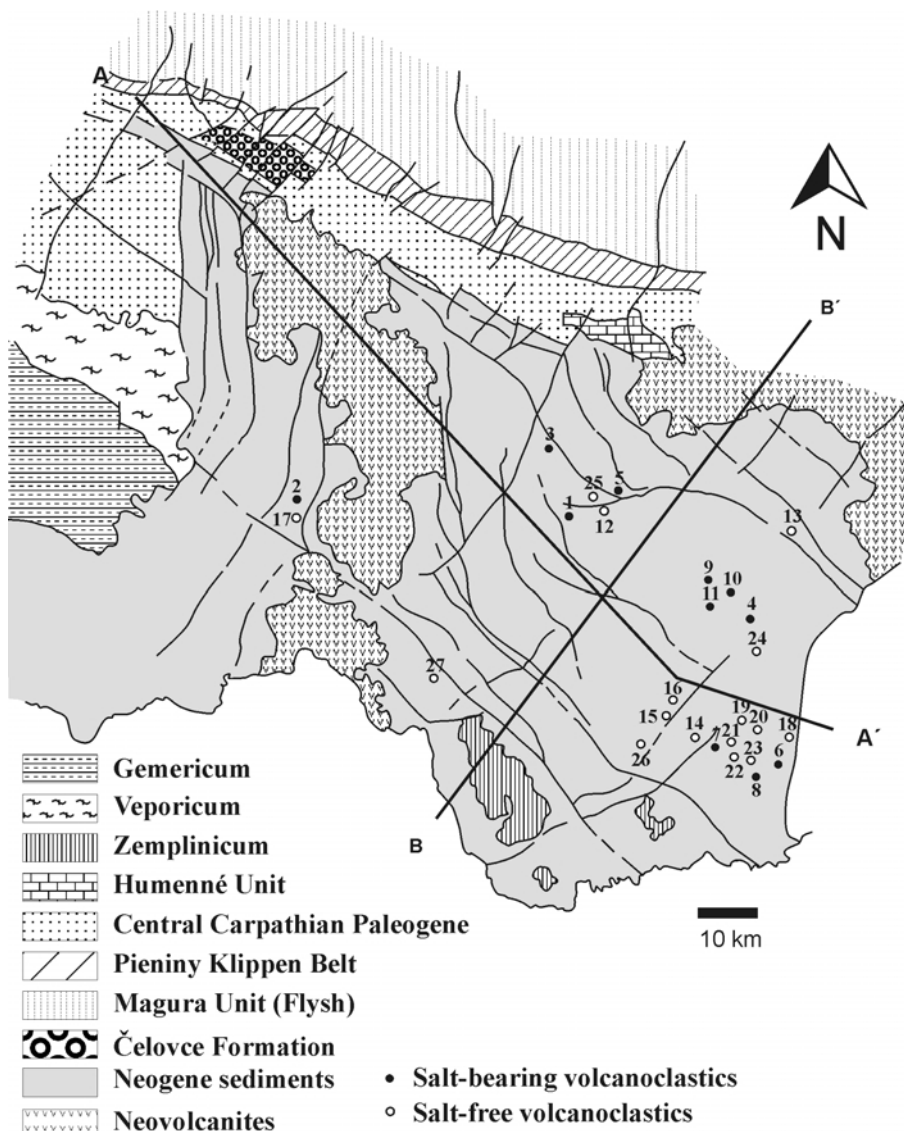 A
N
B´
3
25
5
2
1
12
17
13
9
10
11
4
24
27
16
15
14
19
20
18
21
7
26
22
23
6
8
A´
B
10 km
Gemericum
Veporicum
Zemplinicum
Humenné Unit
Central Carpathian Paleogene
Pieniny Klippen Belt
Magura Unit (Flysh)
Čelovce Formation
Neogene sediments
Neovolcanites
Salt-bearing volcanoclastics
Salt-free volcanoclastics